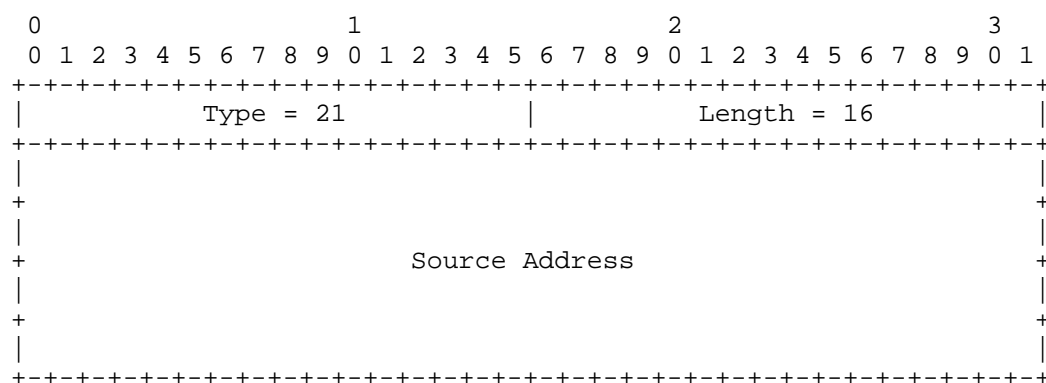 0                   1                   2                   3
 0 1 2 3 4 5 6 7 8 9 0 1 2 3 4 5 6 7 8 9 0 1 2 3 4 5 6 7 8 9 0 1
+-+-+-+-+-+-+-+-+-+-+-+-+-+-+-+-+-+-+-+-+-+-+-+-+-+-+-+-+-+-+-+-+
|           Type = 21           |          Length = 16          |
+-+-+-+-+-+-+-+-+-+-+-+-+-+-+-+-+-+-+-+-+-+-+-+-+-+-+-+-+-+-+-+-+
|                                                               |
+                                                               +
|                                                               |
+                        Source Address                         +
|                                                               |
+                                                               +
|                                                               |
+-+-+-+-+-+-+-+-+-+-+-+-+-+-+-+-+-+-+-+-+-+-+-+-+-+-+-+-+-+-+-+-+